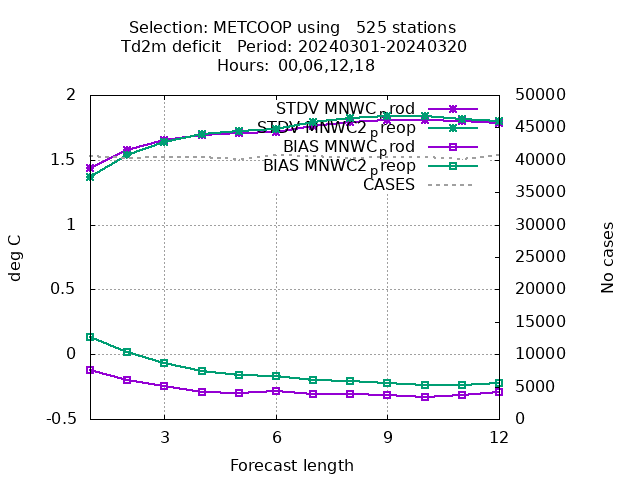 Selection: METCOOP using   525 stations
Td2m deficit   Period: 20240301-20240320
Hours: 00,06,12,18
STDV MNWC_prod
STDV MNWC2_preop
BIAS MNWC_prod
BIAS MNWC2_preop
CASES
2
1.5
1
0.5
0
-0.5
deg C
50000
45000
40000
35000
30000
25000
20000
15000
10000
5000
0
No cases
3 6 9 12
Forecast length